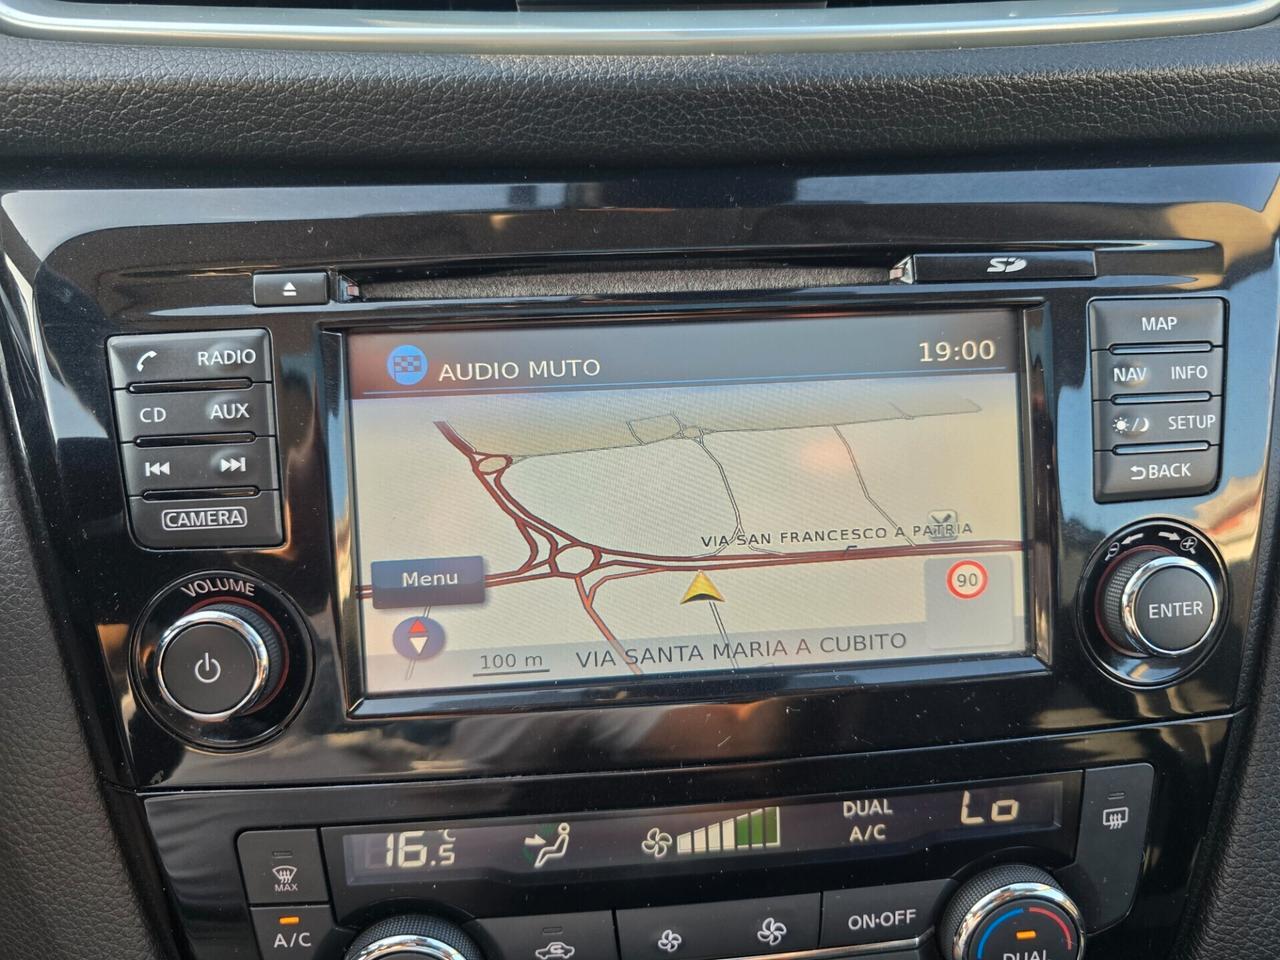 SD
RADIO
CD AUX
CAMERA
VOLUME
AUDIO MUTO 19:00
VIA SAN FRANCESCO A PATRIA
Menu
90
100 m VIA SANTA MARIA A CUBITO
MAP
NAV INFO
SETUP
BACK
ENTER
16.5 °C
DUAL
A/C
Lo
MAX
A/C
ON·OFF
DUAL